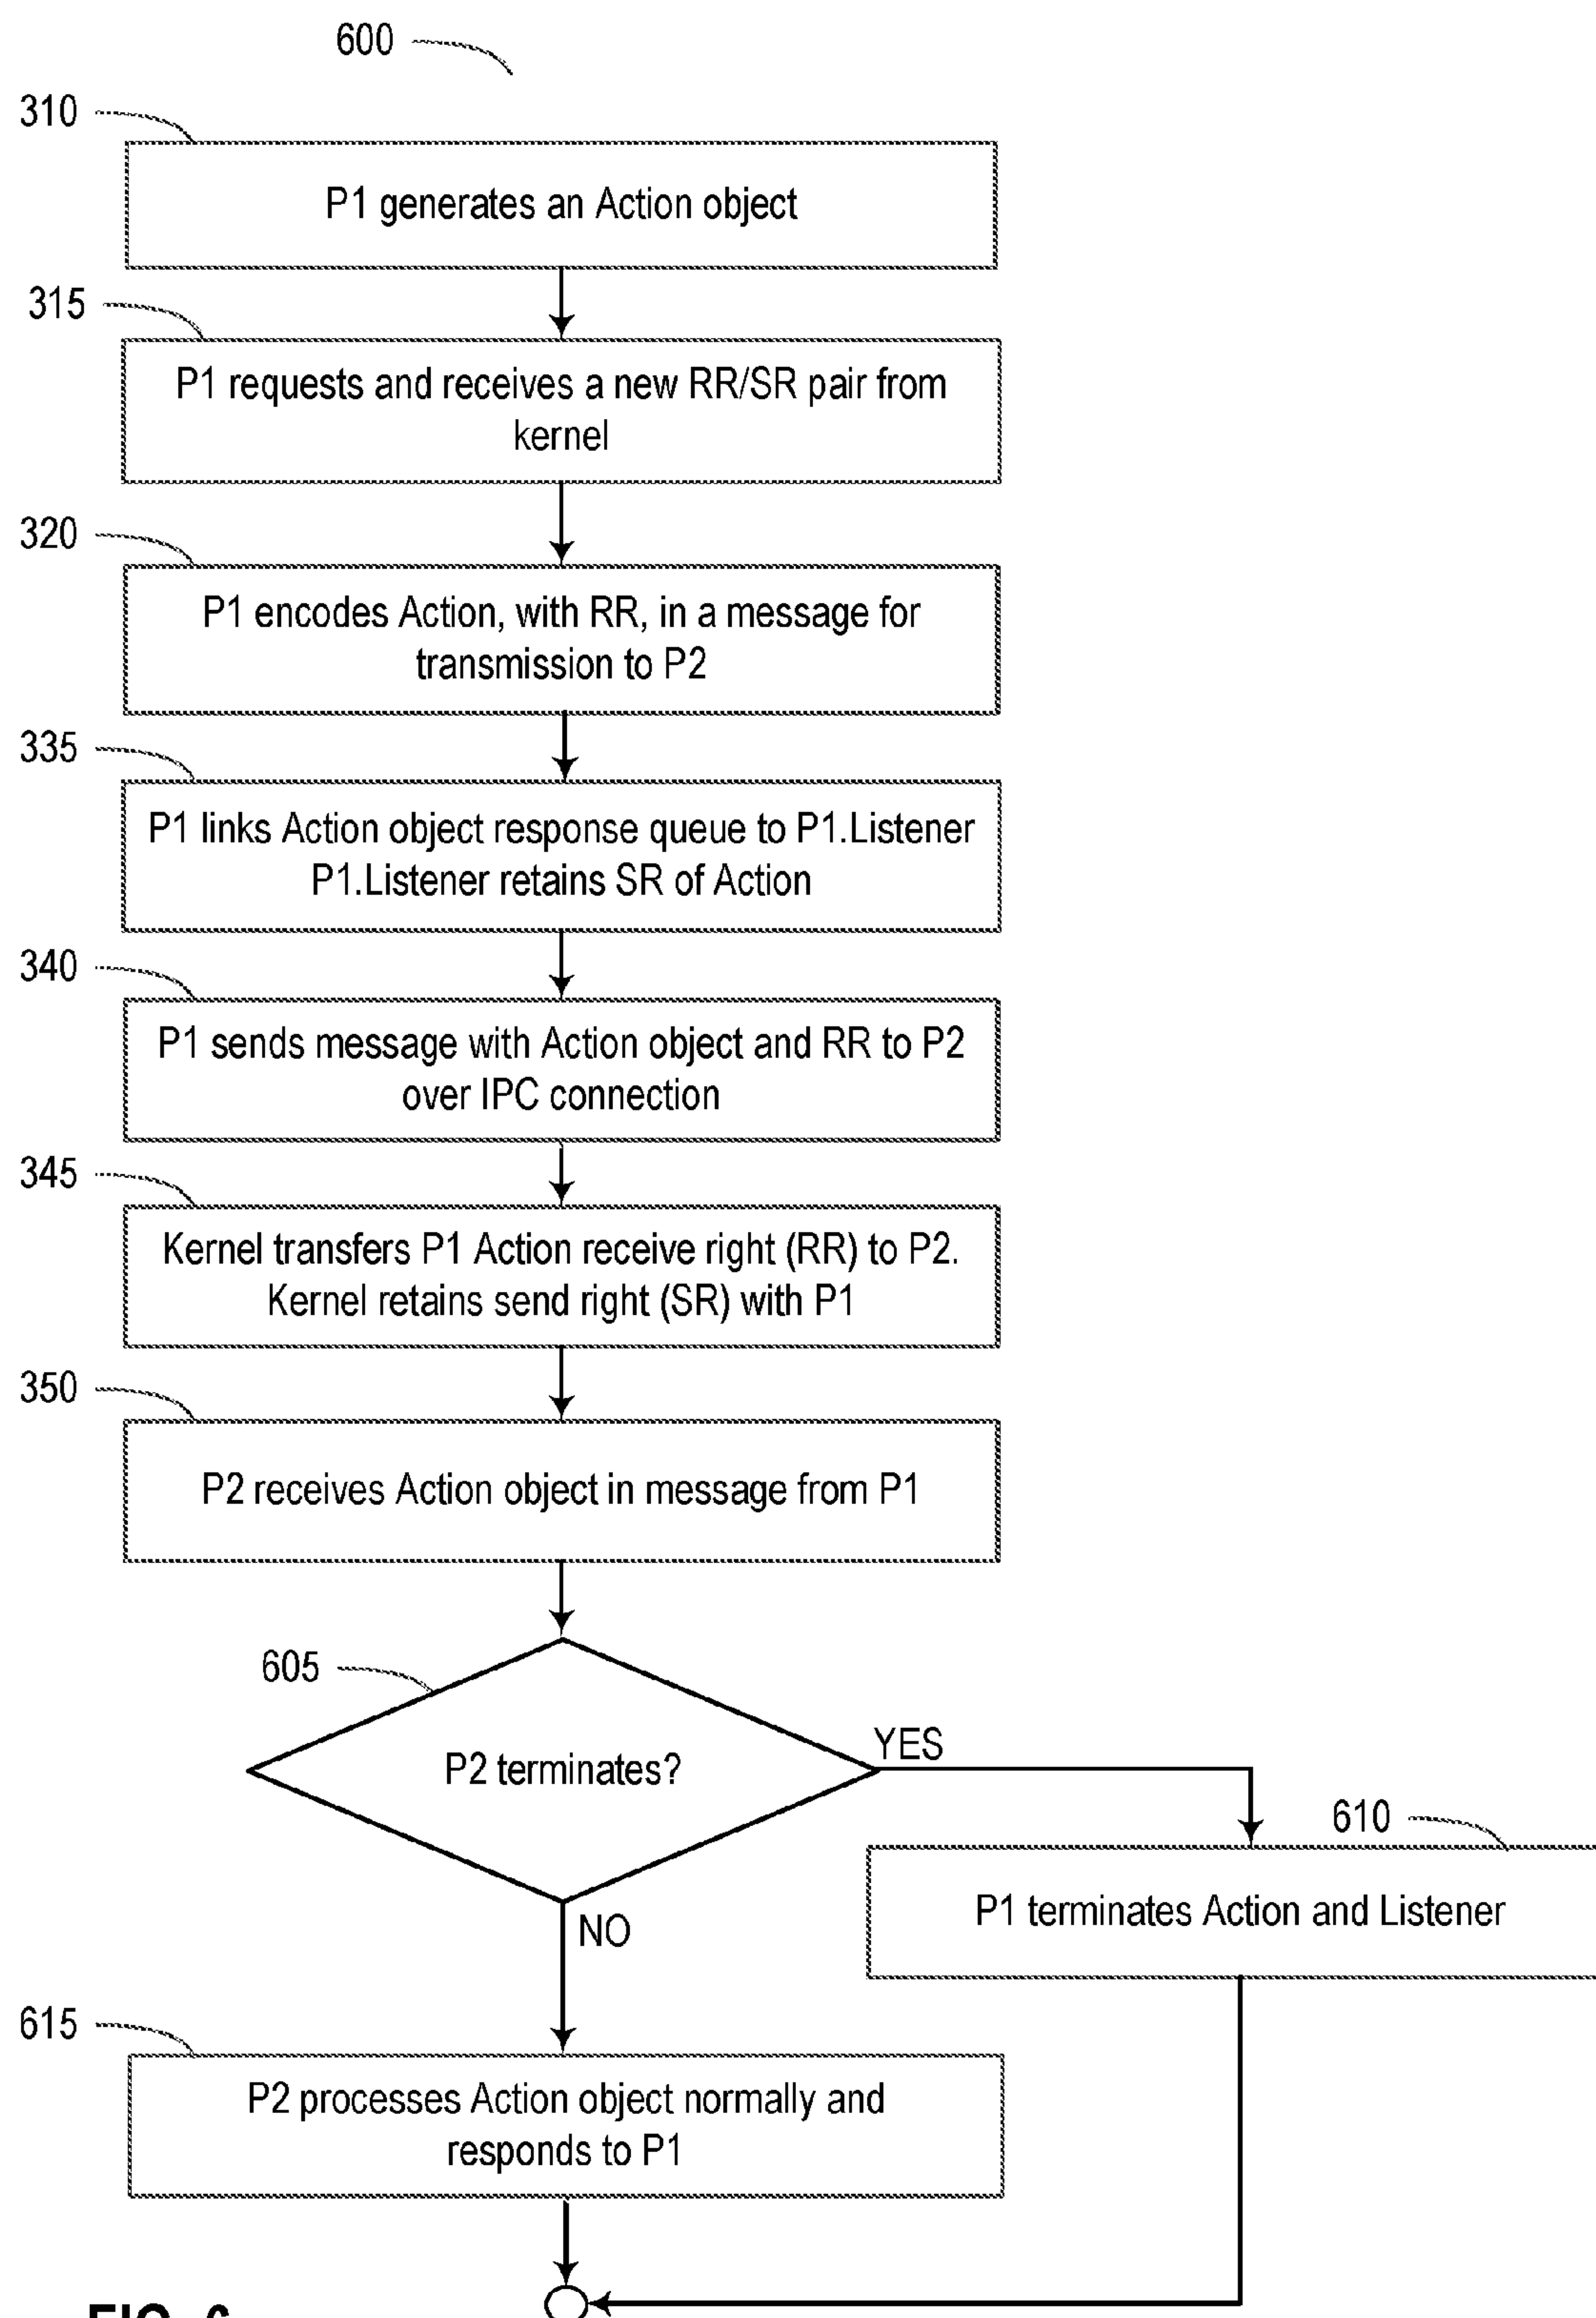 600
310
P1 generates an Action object
315
P1 requests and receives a new RR/SR pair from
kernel
320
P1 encodes Action, with RR, in a message for
transmission to P2
335
P1 links Action object response queue to P1.Listener
P1.Listener retains SR of Action
340
P1 sends message with Action object and RR to P2
over IPC connection
345
Kernel transfers P1 Action receive right (RR) to P2.
Kernel retains send right (SR) with P1
350
P2 receives Action object in message from P1
605
P2 terminates?
YES
610
P1 terminates Action and Listener
NO
615
P2 processes Action object normally and
responds to P1
FIG. 6